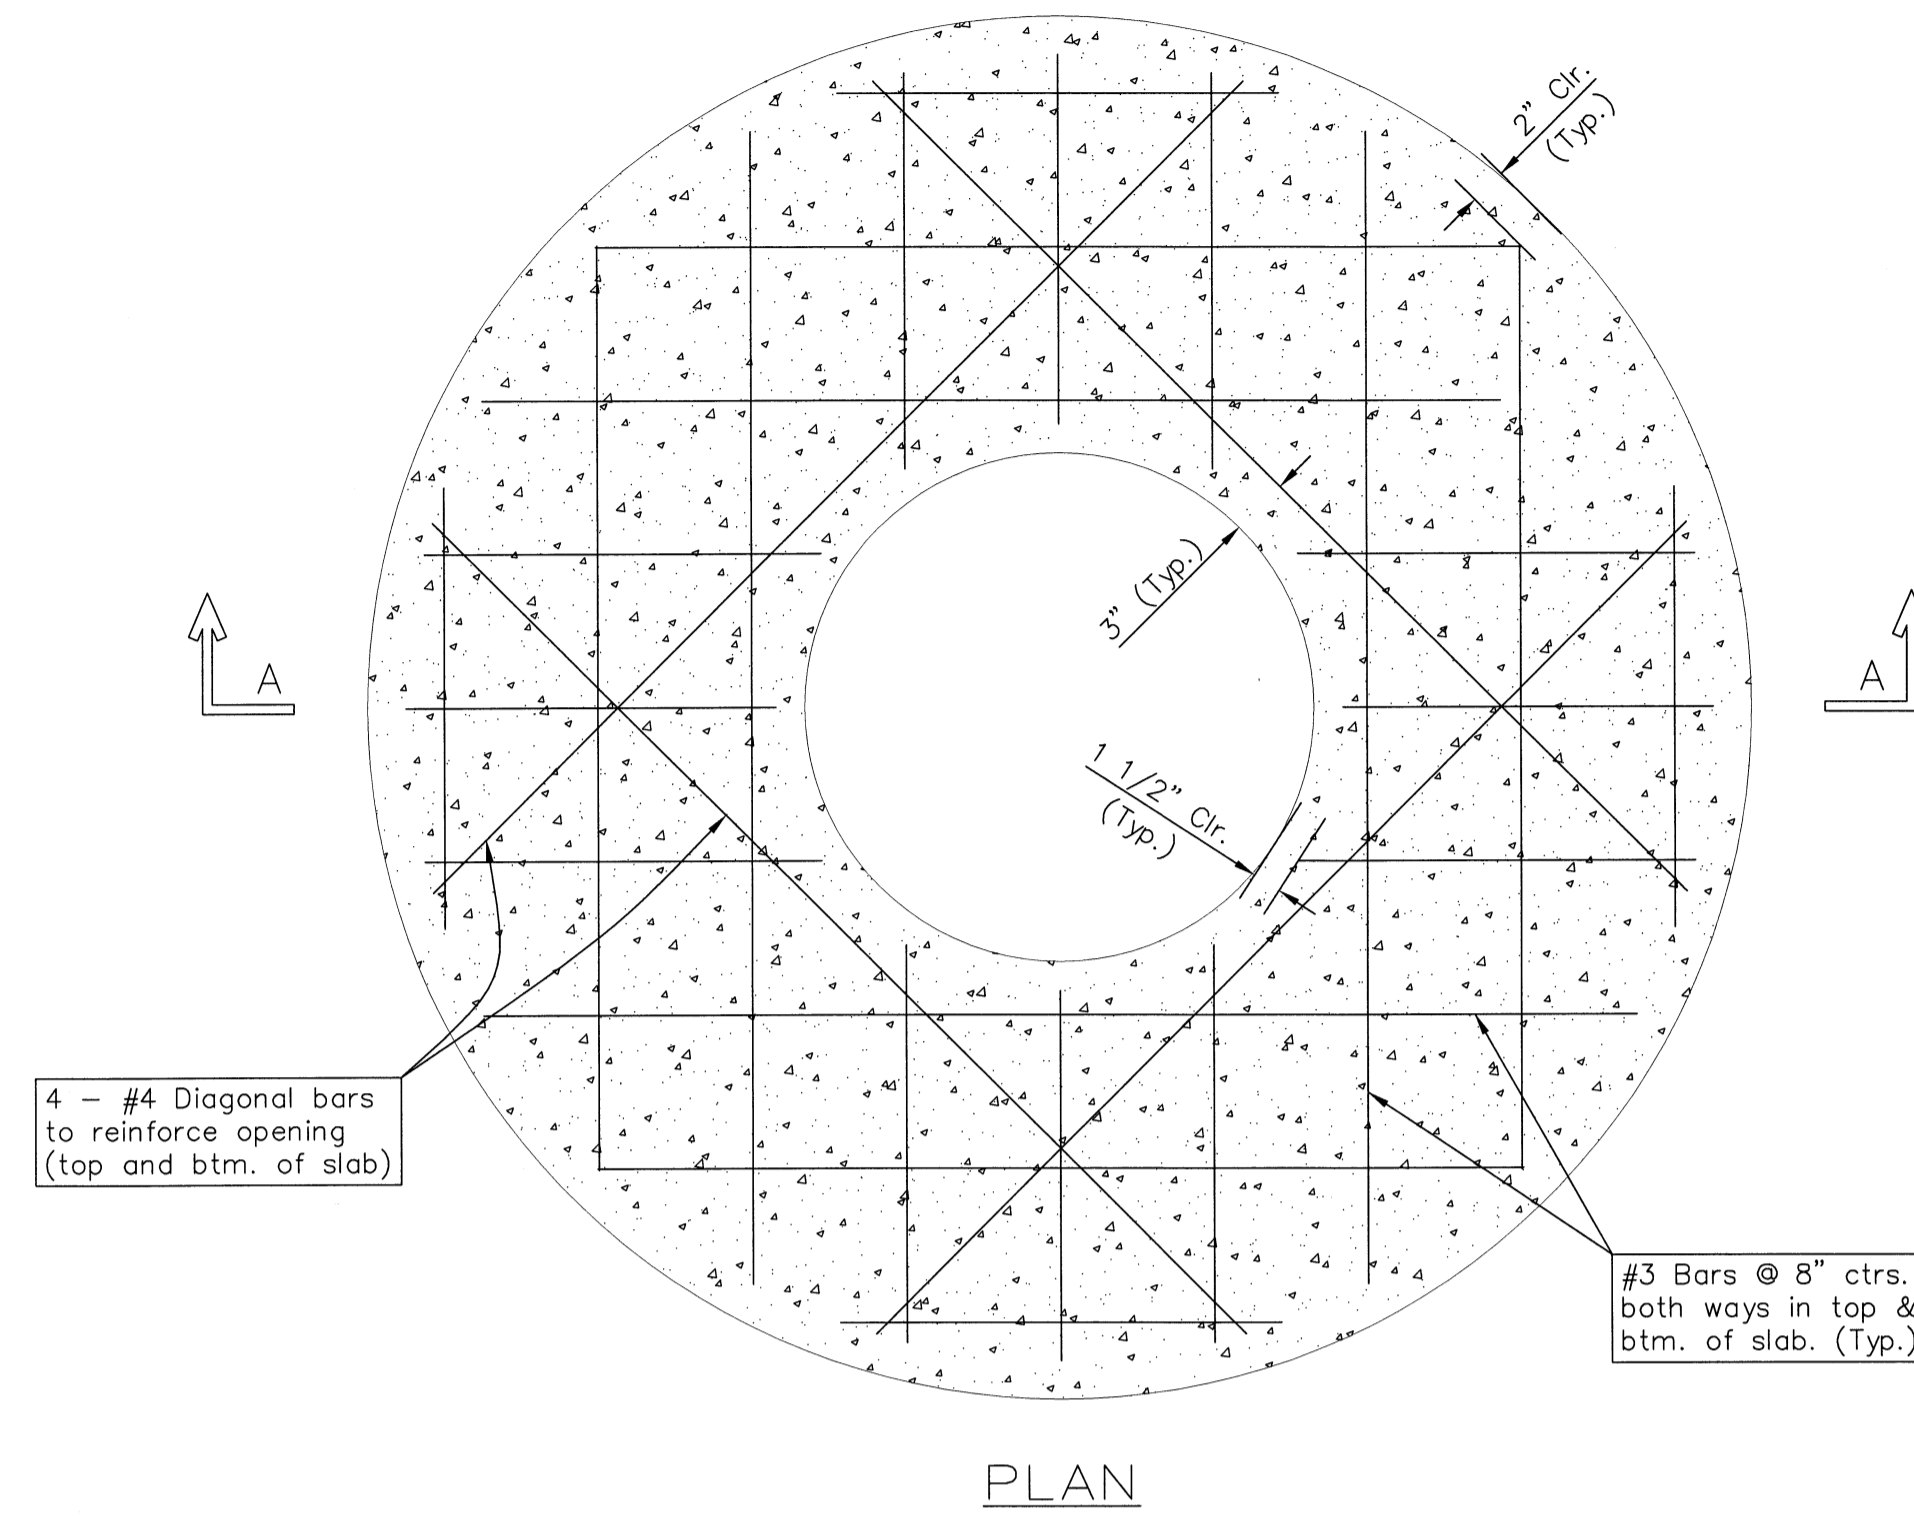 2" Clr.
(Typ.)
3" (Typ.)
A
A
1 1/2" Clr.
(Typ.)
4 - #4 Diagonal bars
to reinforce opening
(top and btm. of slab)
#3 Bars @ 8" ctrs.
both ways in top &
btm. of slab. (Typ.)
PLAN